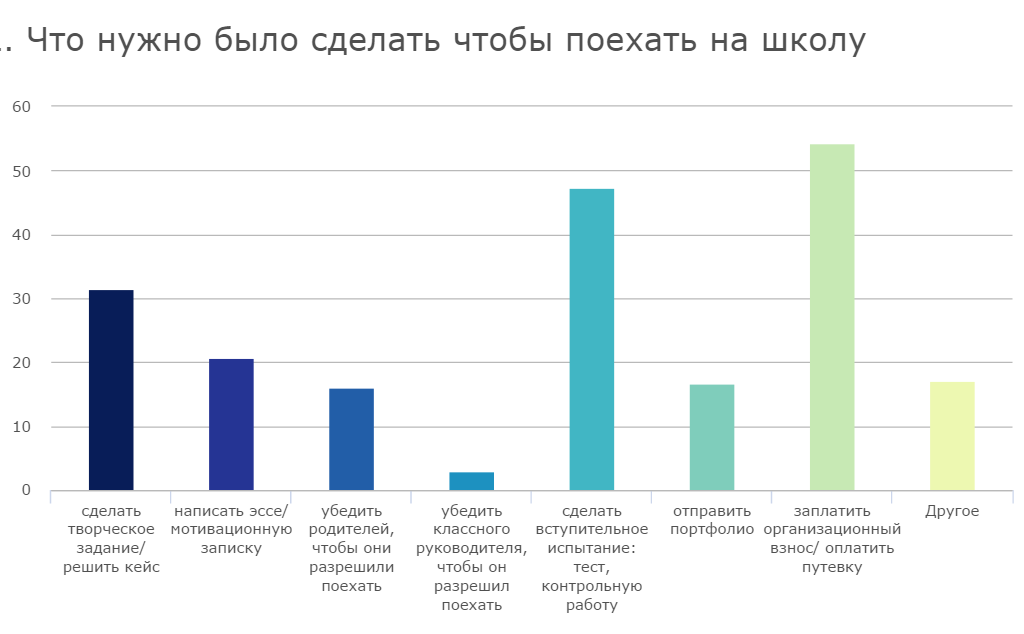 . Что нужно было сделать чтобы поехать на школу
60
50
40
30
20
10
0
сделать
творческое
задание/
решить кейс
написать эссе/
мотивационную
записку
убедить
родителей,
чтобы они
разрешили
поехать
убедить
классного
руководителя,
чтобы он
разрешил
поехать
сделать
вступительное
испытание:
тест,
контрольную
работу
отправить
портфолио
заплатить
организационный
взнос/ оплатить
путевку
Другое